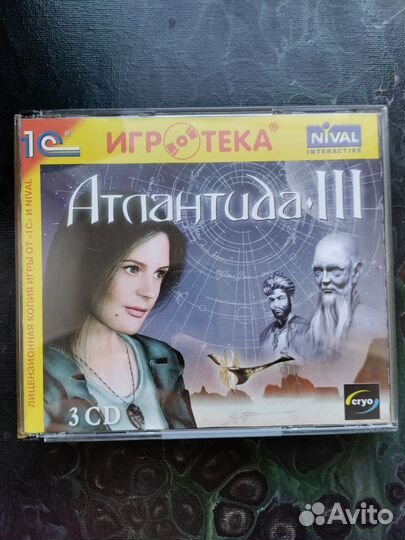 1С®
ИГРОТЕКА®
NIVAL
INTERACTIVE
АТЛАНТИДА·III
ЛИЦЕНЗИОННАЯ КОПИЯ ИГРЫ ОТ «1С» И NIVAL
3 CD
cryo
Avito